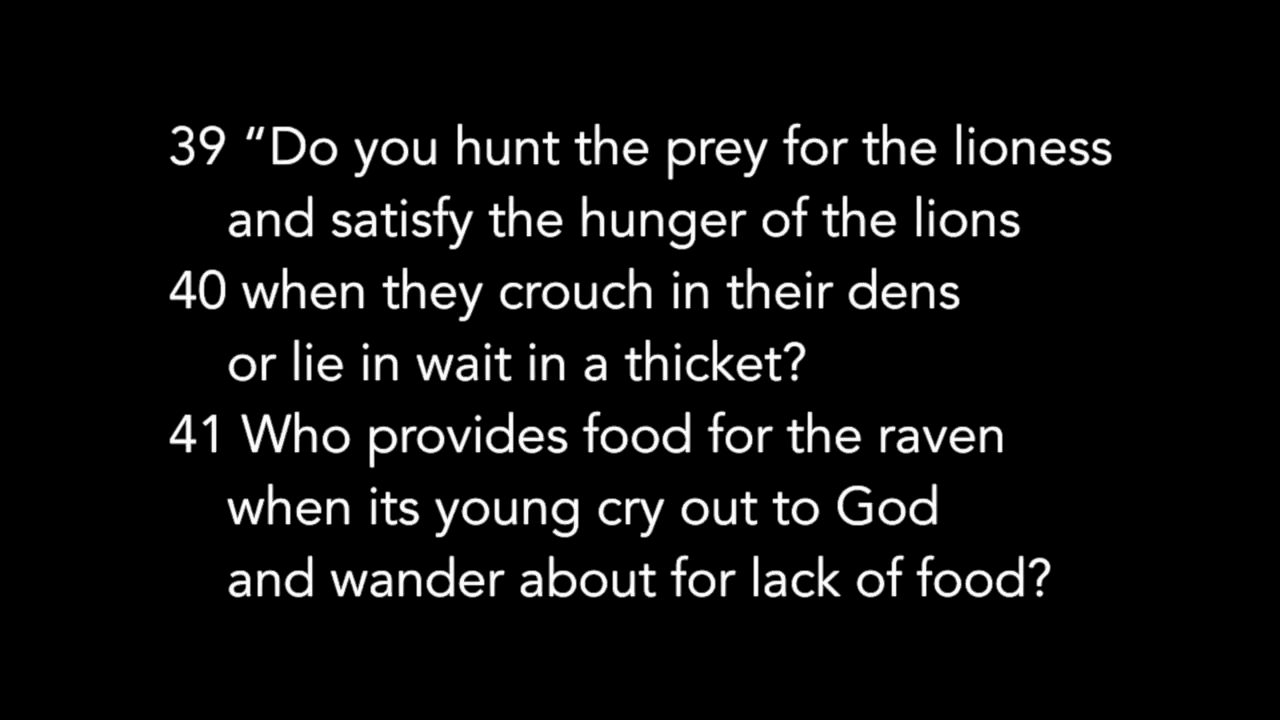 39 “Do you hunt the prey for the lioness
and satisfy the hunger of the lions
40 when they crouch in their dens
or lie in wait in a thicket?
41 Who provides food for the raven
when its young cry out to God
and wander about for lack of food?